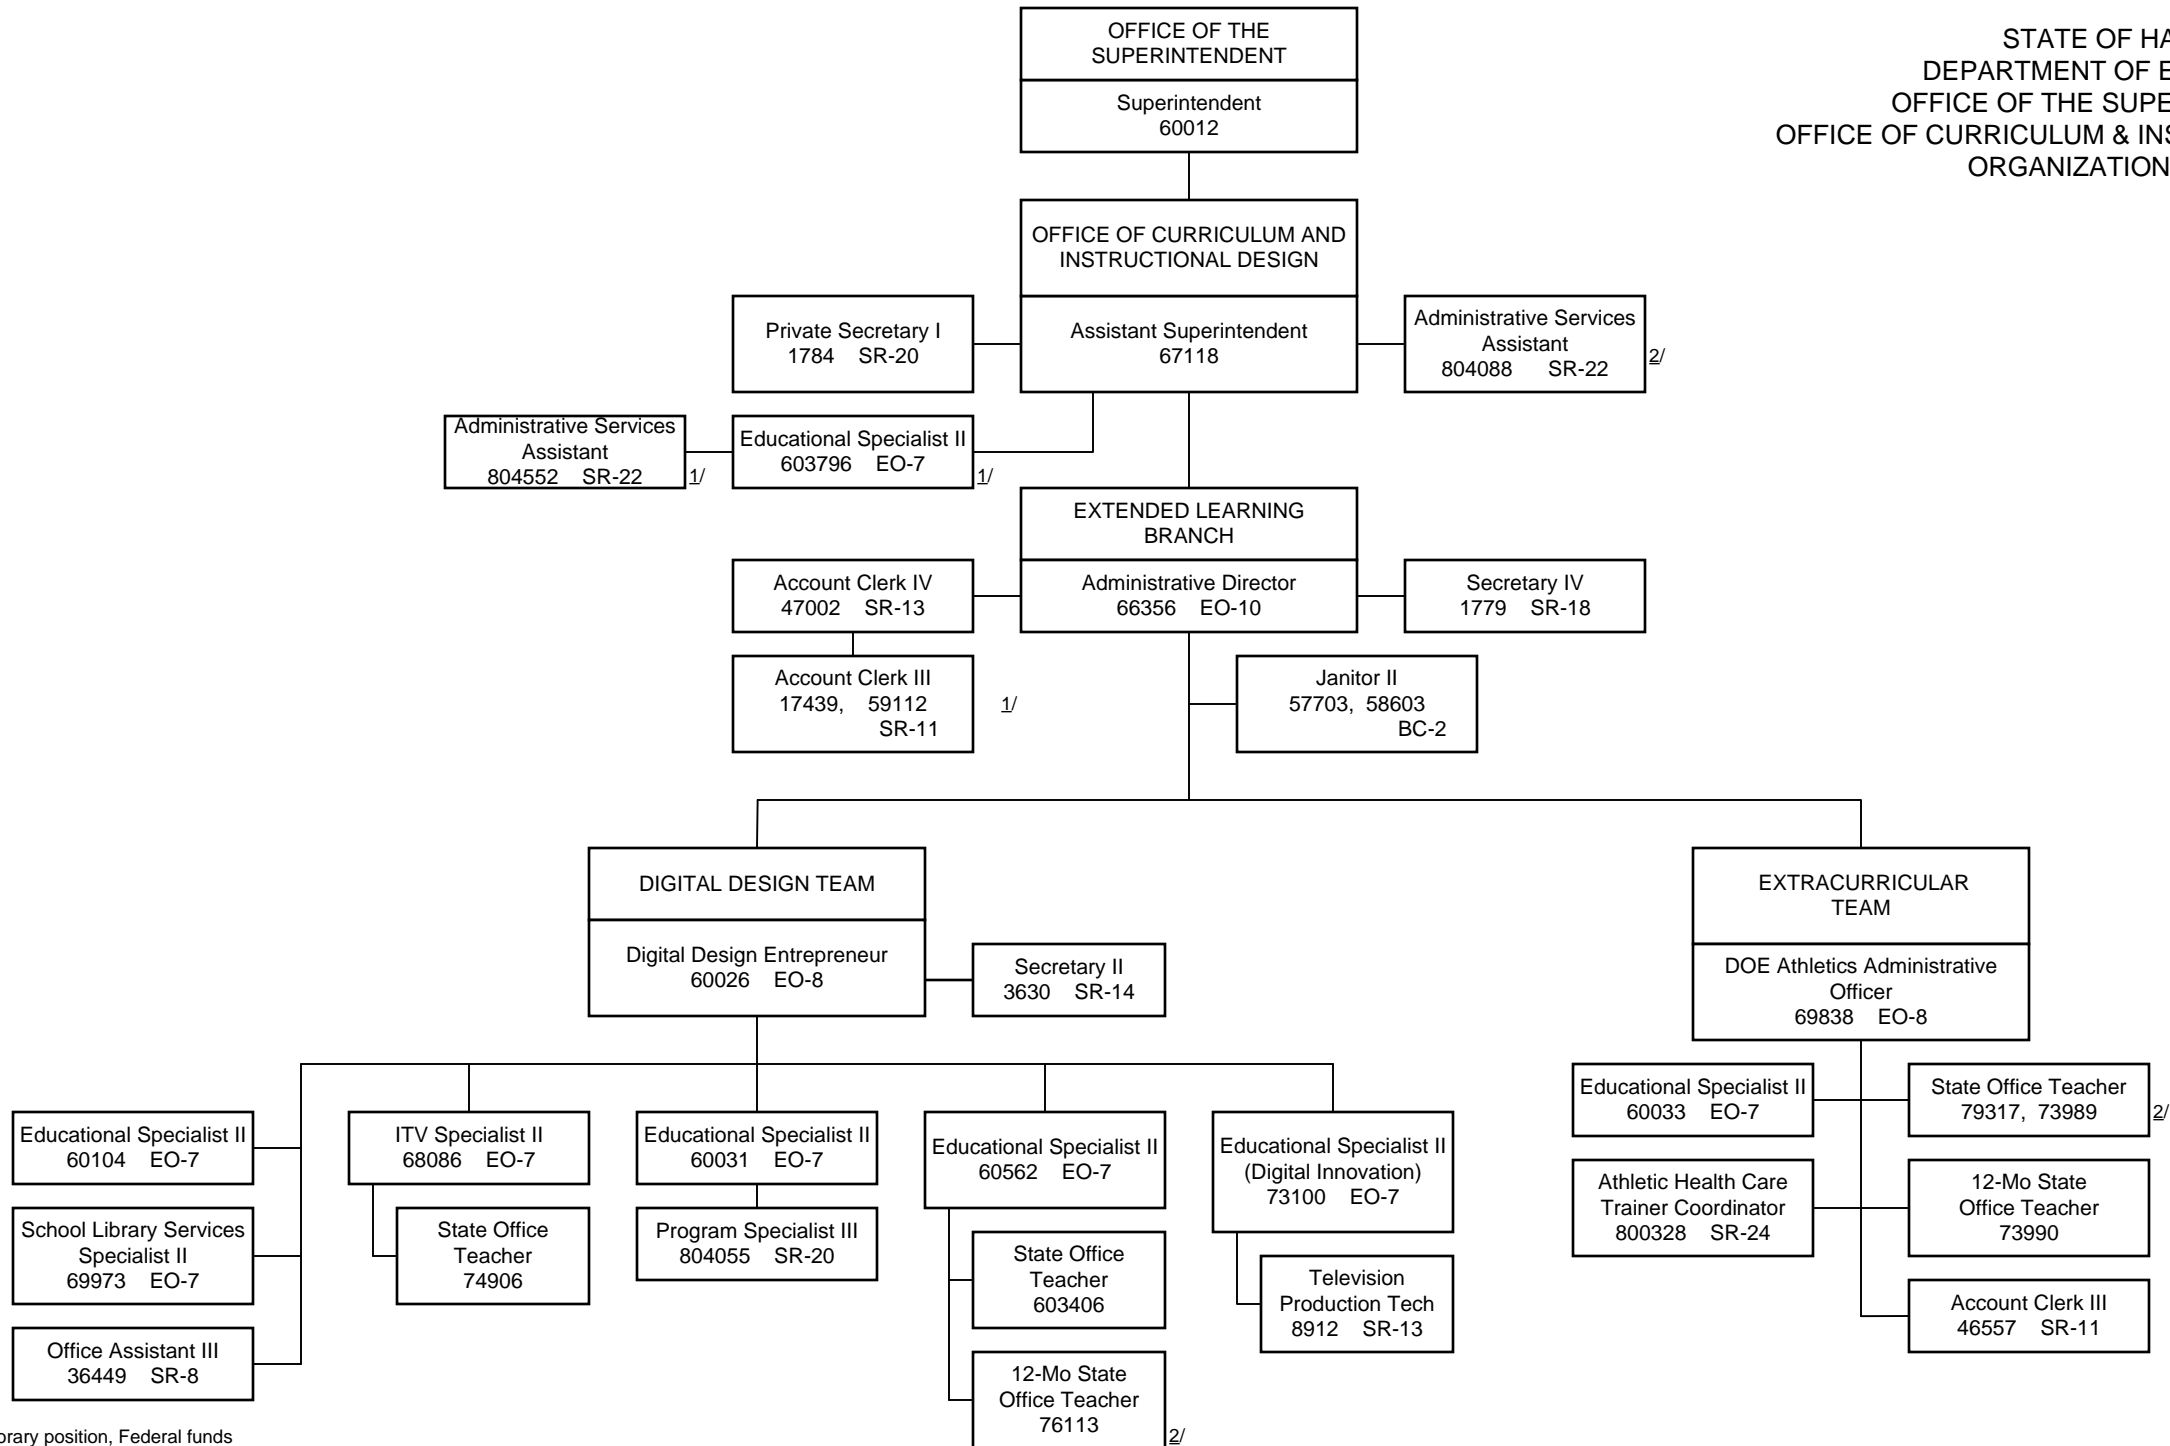 STATE OF HA
DEPARTMENT OF E
OFFICE OF THE SUPE
OFFICE OF CURRICULUM & INS
ORGANIZATION
OFFICE OF THE
SUPERINTENDENT
Superintendent
60012
OFFICE OF CURRICULUM AND
INSTRUCTIONAL DESIGN
Assistant Superintendent
67118
Private Secretary I
1784 SR-20
Administrative Services
Assistant
804088 SR-22
2/
Administrative Services
Assistant
804552 SR-22
1/
Educational Specialist II
603796 EO-7
1/
EXTENDED LEARNING
BRANCH
Administrative Director
66356 EO-10
Account Clerk IV
47002 SR-13
Secretary IV
1779 SR-18
Account Clerk III
17439, 59112
SR-11
1/
Janitor II
57703, 58603
BC-2
DIGITAL DESIGN TEAM
Digital Design Entrepreneur
60026 EO-8
Secretary II
3630 SR-14
Educational Specialist II
60104 EO-7
School Library Services
Specialist II
69973 EO-7
Office Assistant III
36449 SR-8
ITV Specialist II
68086 EO-7
State Office
Teacher
74906
Educational Specialist II
60031 EO-7
Program Specialist III
804055 SR-20
Educational Specialist II
60562 EO-7
State Office
Teacher
603406
12-Mo State
Office Teacher
76113
2/
Educational Specialist II
(Digital Innovation)
73100 EO-7
Television
Production Tech
8912 SR-13
EXTRACURRICULAR
TEAM
DOE Athletics Administrative
Officer
69838 EO-8
Educational Specialist II
60033 EO-7
State Office Teacher
79317, 73989
2/
Athletic Health Care
Trainer Coordinator
800328 SR-24
12-Mo State
Office Teacher
73990
Account Clerk III
46557 SR-11
orary position, Federal funds